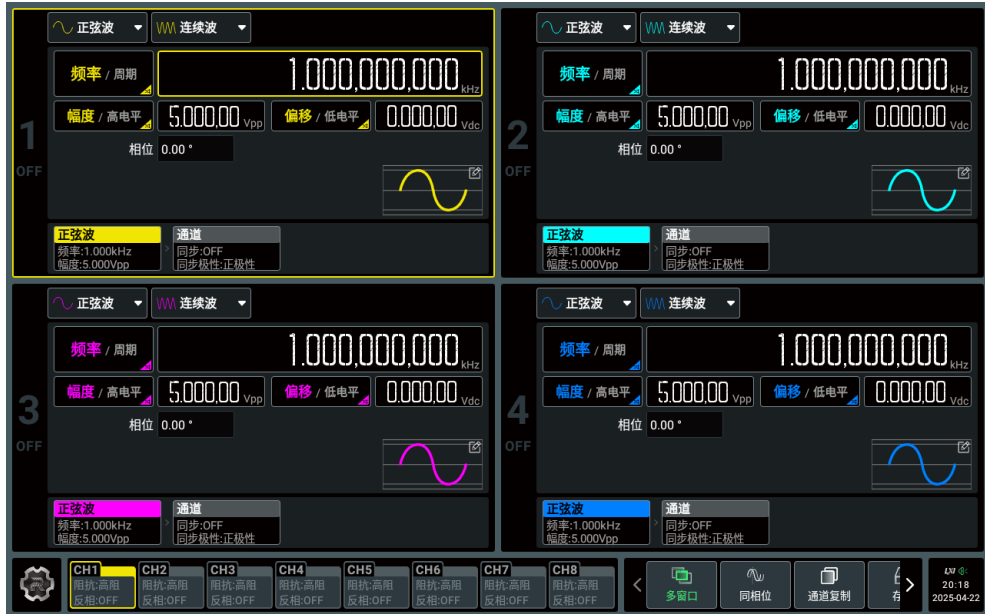 正弦波 连续波
频率 / 周期 1.000,000,000 kHz
幅度 / 高电平 5.000,00 Vpp 偏移 / 低电平 0.000,00 Vdc
1
OFF
相位 0.00 °
正弦波 通道
频率:1.000kHz 同步:OFF
幅度:5.000Vpp 同步极性:正极性
正弦波 连续波
频率 / 周期 1.000,000,000 kHz
幅度 / 高电平 5.000,00 Vpp 偏移 / 低电平 0.000,00 Vdc
2
OFF
相位 0.00 °
正弦波 通道
频率:1.000kHz 同步:OFF
幅度:5.000Vpp 同步极性:正极性
正弦波 连续波
频率 / 周期 1.000,000,000 kHz
幅度 / 高电平 5.000,00 Vpp 偏移 / 低电平 0.000,00 Vdc
3
OFF
相位 0.00 °
正弦波 通道
频率:1.000kHz 同步:OFF
幅度:5.000Vpp 同步极性:正极性
正弦波 连续波
频率 / 周期 1.000,000,000 kHz
幅度 / 高电平 5.000,00 Vpp 偏移 / 低电平 0.000,00 Vdc
4
OFF
相位 0.00 °
正弦波 通道
频率:1.000kHz 同步:OFF
幅度:5.000Vpp 同步极性:正极性
CH1 CH2 CH3 CH4 CH5 CH6 CH7 CH8
阻抗:高阻 阻抗:高阻 阻抗:高阻 阻抗:高阻 阻抗:高阻 阻抗:高阻 阻抗:高阻 阻抗:高阻
反相:OFF 反相:OFF 反相:OFF 反相:OFF 反相:OFF 反相:OFF 反相:OFF 反相:OFF
多窗口 同相位 通道复制
LXI
20:18
2025-04-22